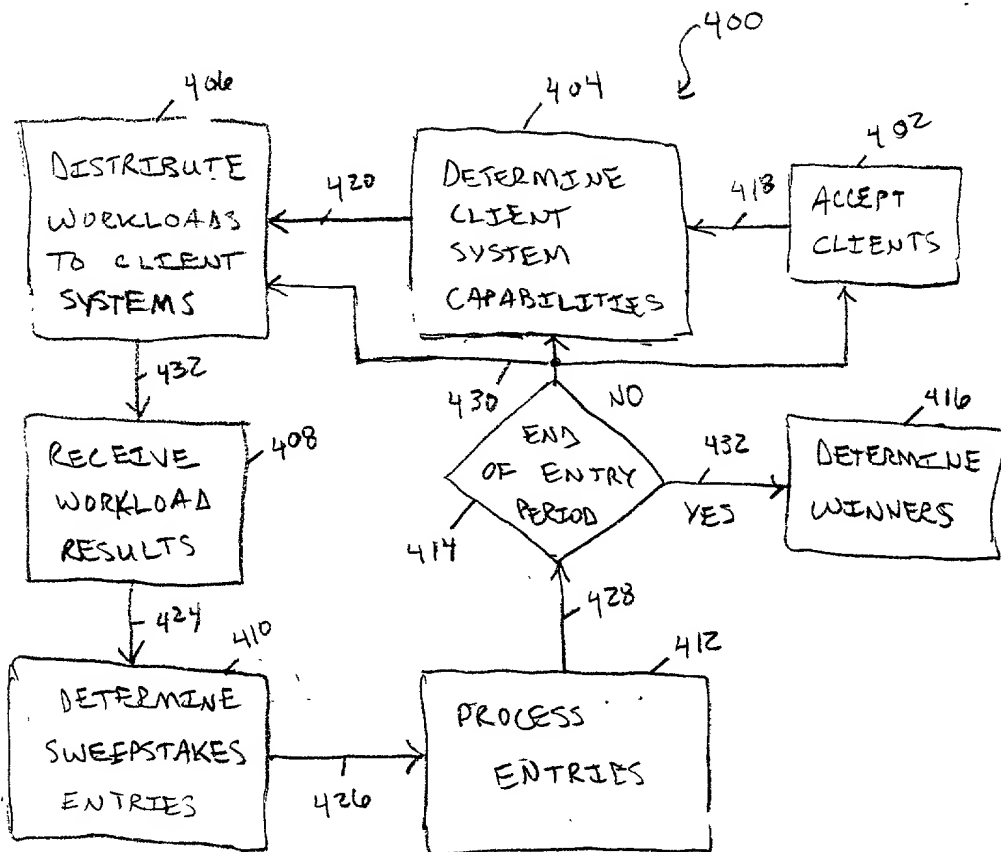 400
406
DISTRIBUTE
WORKLOADS
TO CLIENT
SYSTEMS
420
404
DETERMINE
CLIENT
SYSTEM
CAPABILITIES
418
402
ACCEPT
CLIENTS
432
430
NO
408
RECEIVE
WORKLOAD
RESULTS
414
END
OF ENTRY
PERIOD
432
YES
416
DETERMINE
WINNERS
424
428
410
DETERMINE
SWEEPSTAKES
ENTRIES
426
412
PROCESS
ENTRIES